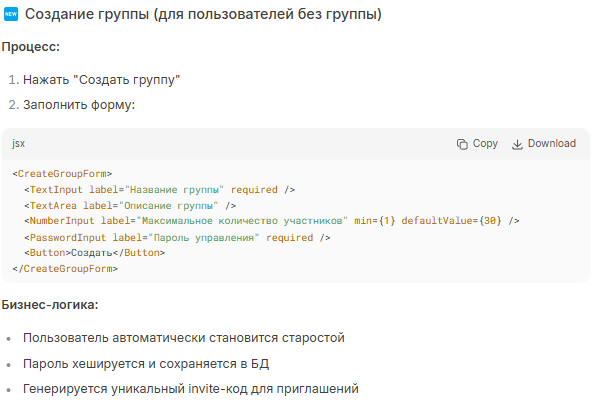 NEW Создание группы (для пользователей без группы)
Процесс:
1. Нажать "Создать группу"
2. Заполнить форму:
jsx Copy Download
<CreateGroupForm>
  <TextInput label="Название группы" required />
  <TextArea label="Описание группы" />
  <NumberInput label="Максимальное количество участников" min={1} defaultValue={30} />
  <PasswordInput label="Пароль управления" required />
  <Button>Создать</Button>
</CreateGroupForm>
Бизнес-логика:
• Пользователь автоматически становится старостой
• Пароль хешируется и сохраняется в БД
• Генерируется уникальный invite-код для приглашений